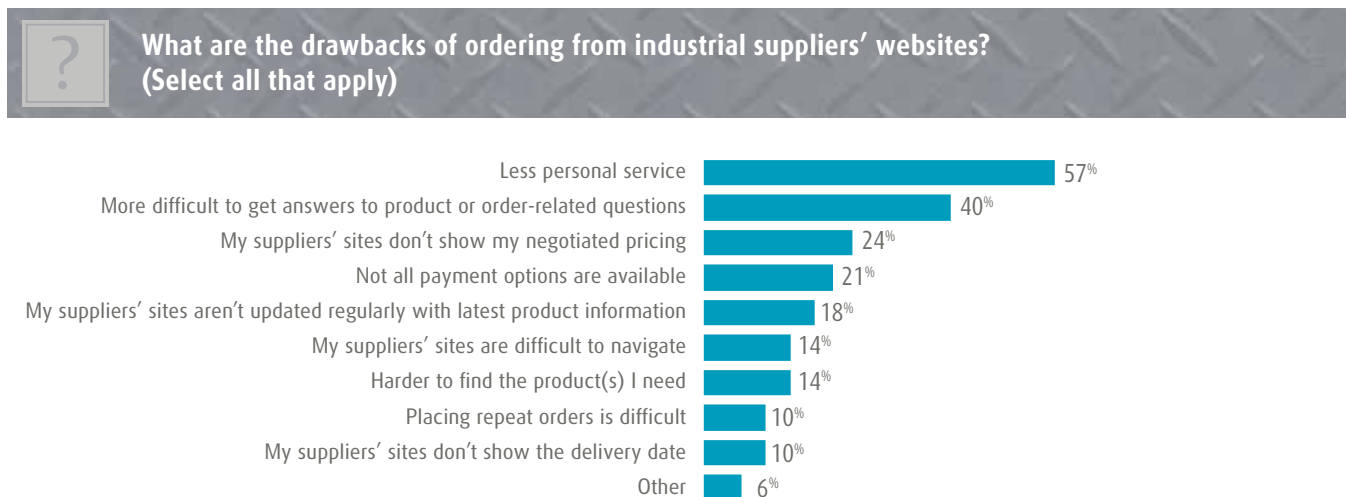 ?
What are the drawbacks of ordering from industrial suppliers’ websites?
(Select all that apply)
Less personal service 57%
More difficult to get answers to product or order-related questions 40%
My suppliers’ sites don’t show my negotiated pricing 24%
Not all payment options are available 21%
My suppliers’ sites aren’t updated regularly with latest product information 18%
My suppliers’ sites are difficult to navigate 14%
Harder to find the product(s) I need 14%
Placing repeat orders is difficult 10%
My suppliers’ sites don’t show the delivery date 10%
Other 6%